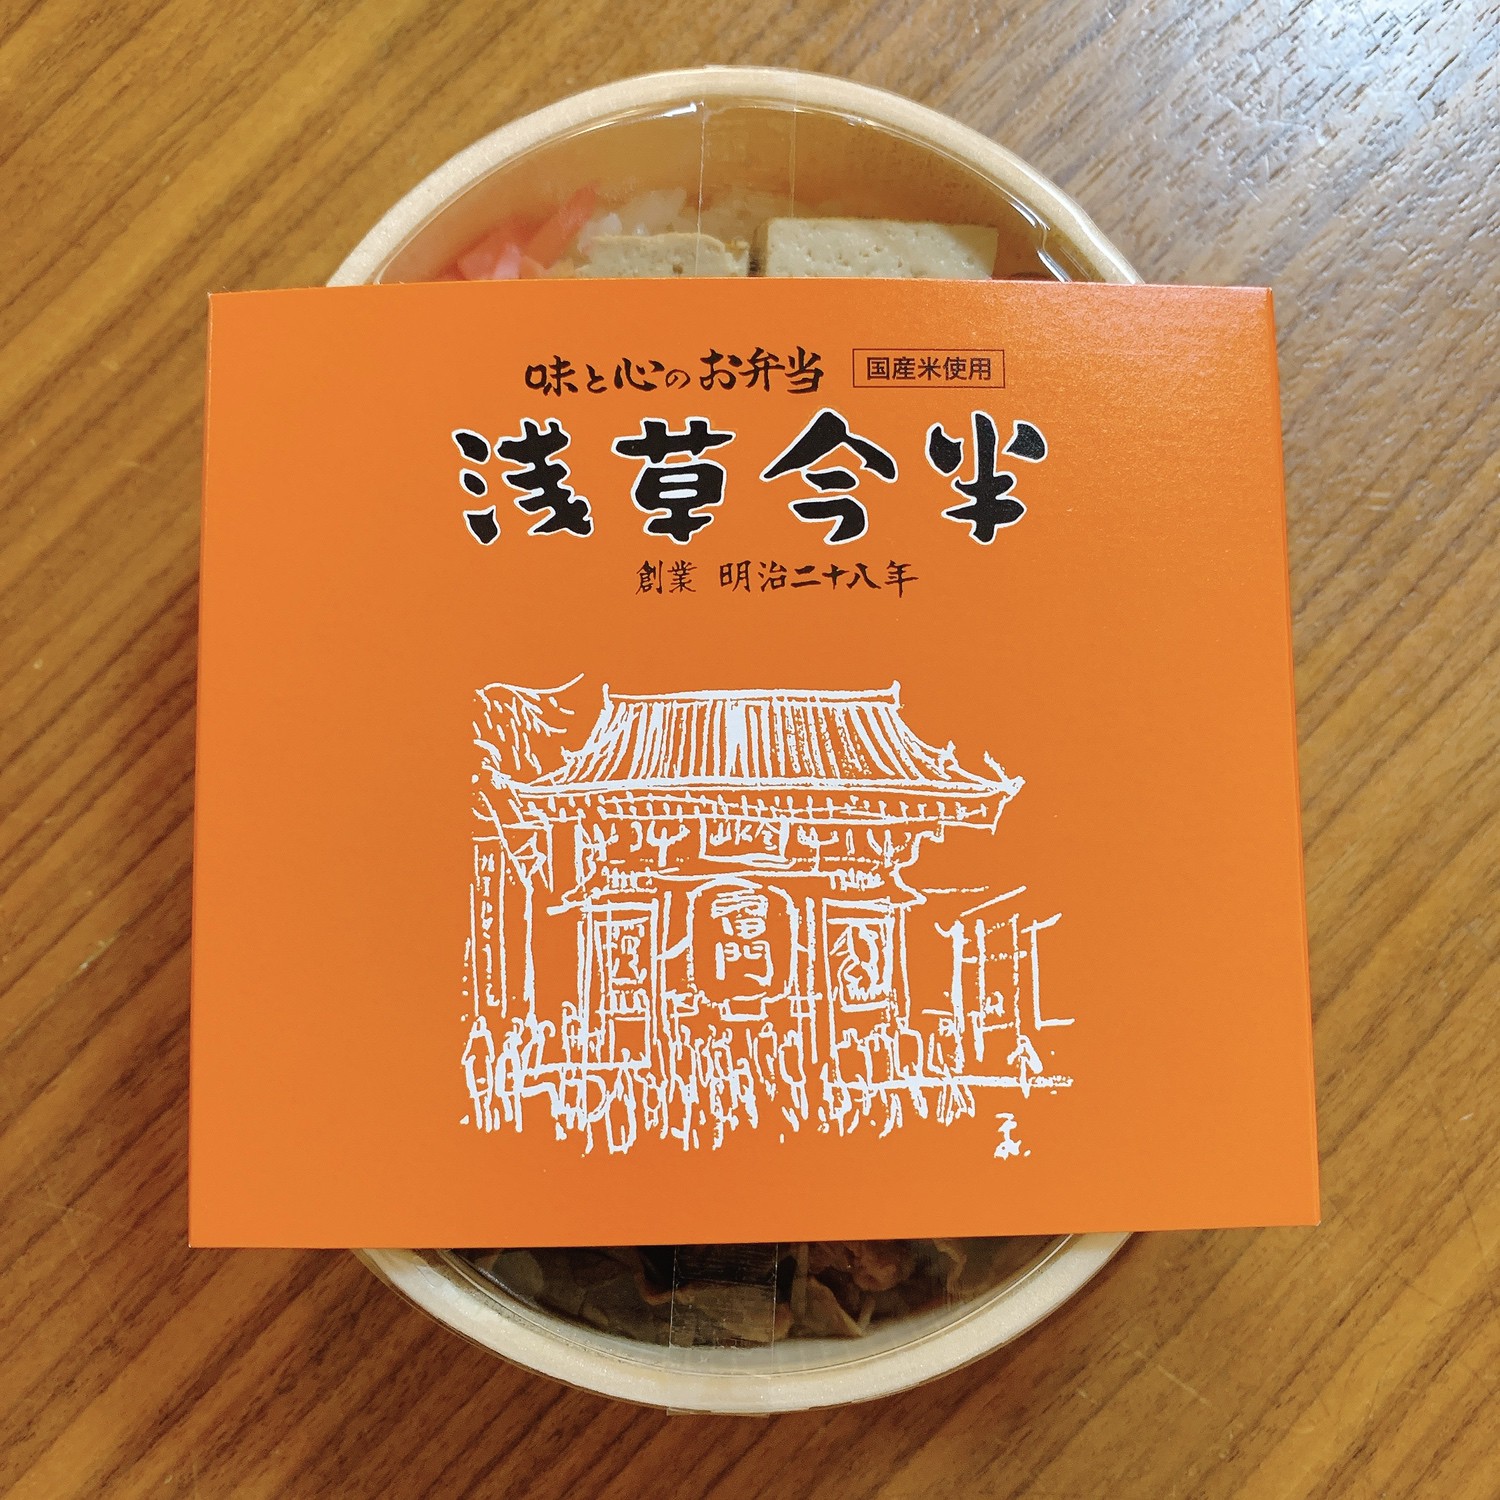 味と心のお弁当 国産米使用
浅草今半
創業 明治二十八年
雷門